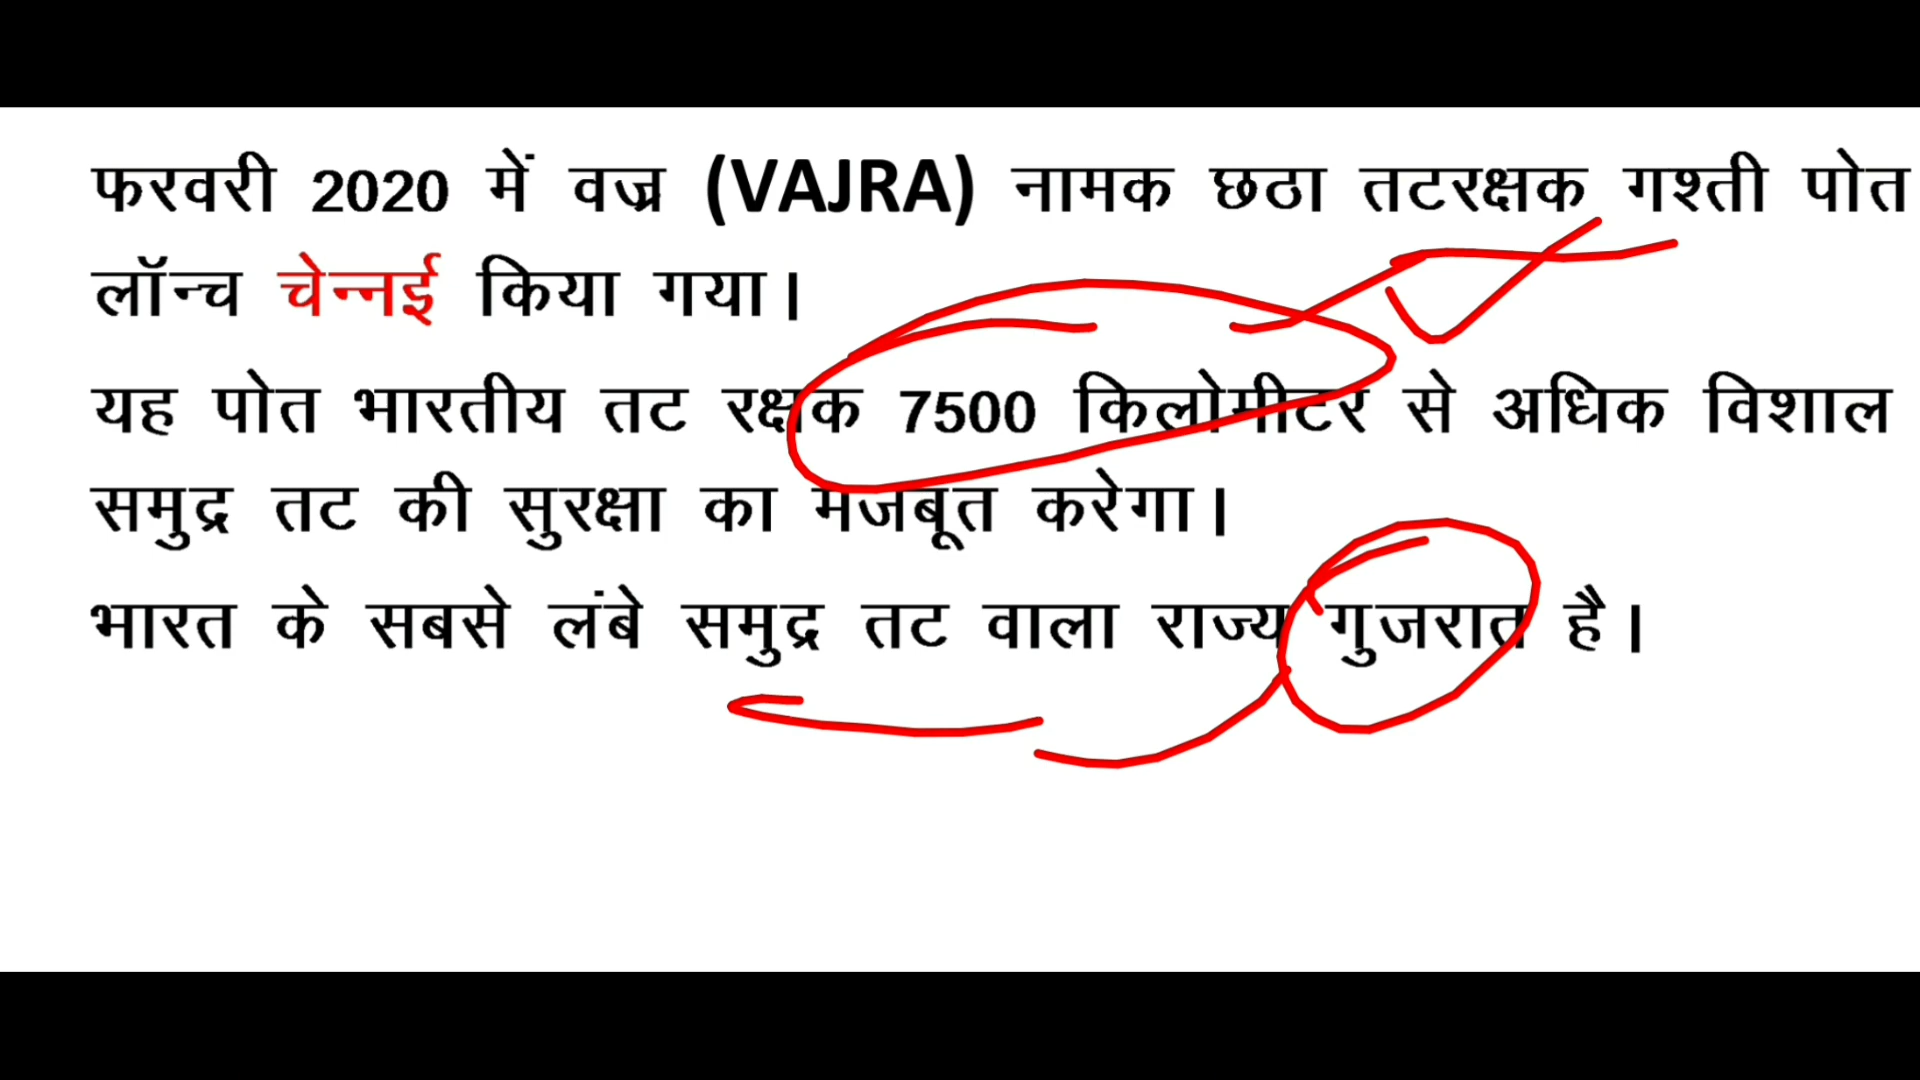 फरवरी 2020 में वज्र (VAJRA) नामक छठा तटरक्षक गश्ती पोत
लॉन्च चेन्नई किया गया।
यह पोत भारतीय तट रक्षक 7500 किलोमीटर से अधिक विशाल
समुद्र तट की सुरक्षा का मजबूत करेगा।
भारत के सबसे लंबे समुद्र तट वाला राज्य गुजरात है।